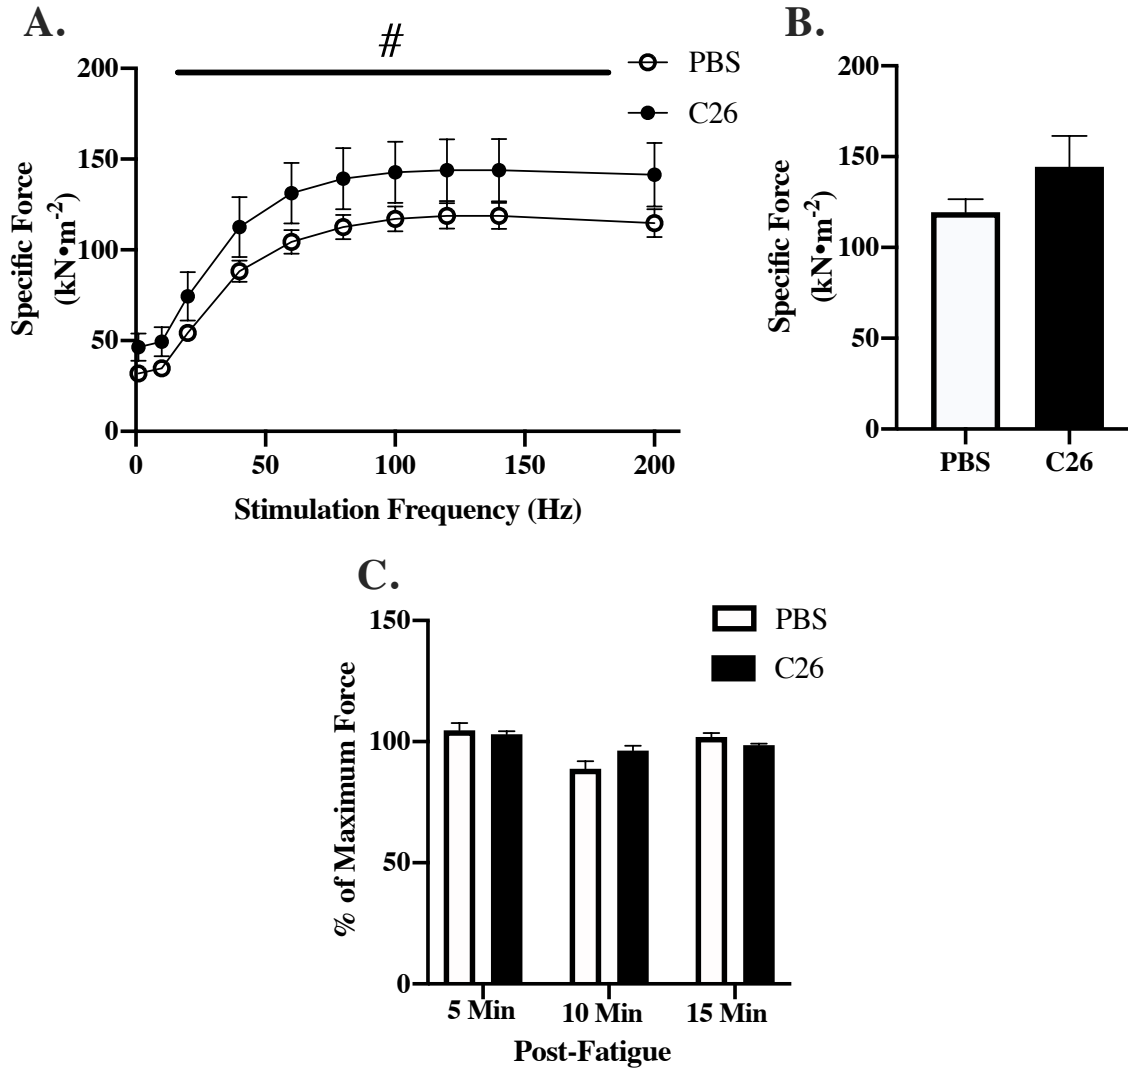 A.
#
PBS
C26
200
150
100
50
0
Specific Force
(kN•m⁻²)
0 50 100 150 200
Stimulation Frequency (Hz)
B.
200
150
100
50
0
Specific Force
(kN•m⁻²)
PBS C26
C.
PBS
C26
150
100
50
0
% of Maximum Force
5 Min 10 Min 15 Min
Post-Fatigue